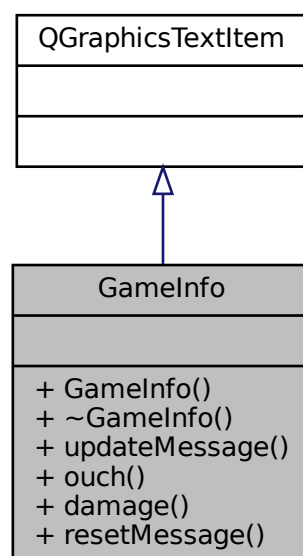 QGraphicsTextItem
GameInfo
+ GameInfo()
+ ~GameInfo()
+ updateMessage()
+ ouch()
+ damage()
+ resetMessage()